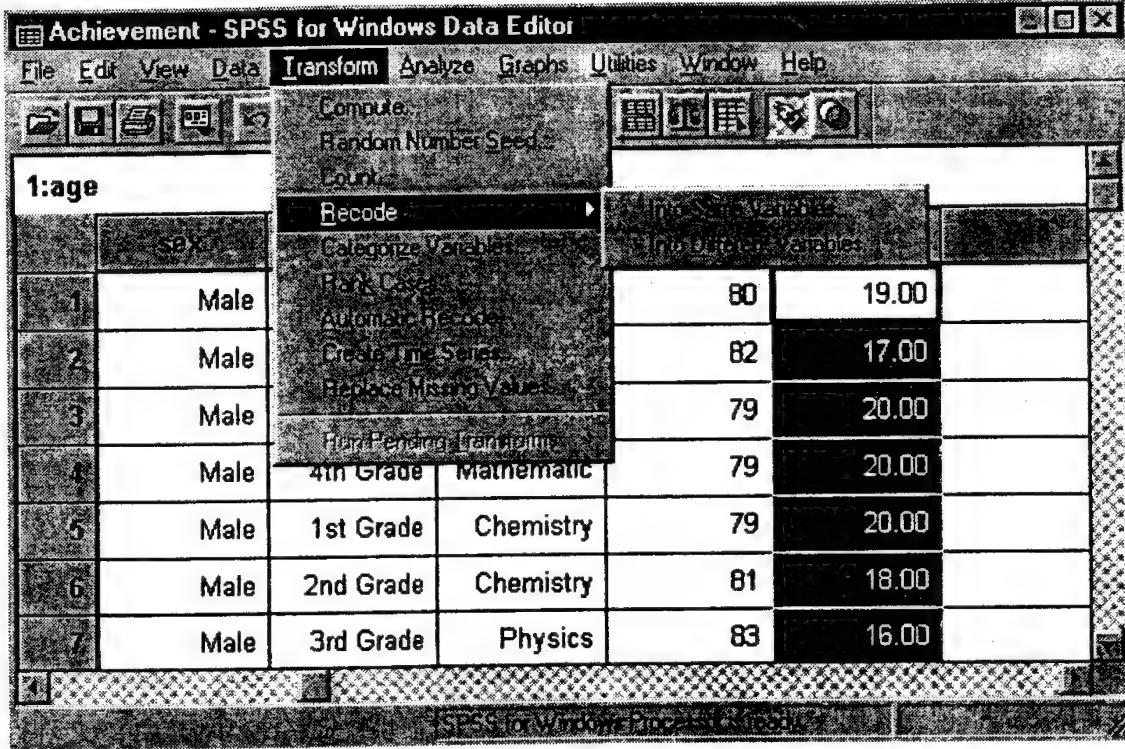 Achievement - SPSS for Windows Data Editor
File Edit View Data Transform Analyze Graphs Utilities Window Help
Compute...
Random Number Seed...
Count...
Recode
Into Same Variables...
Into Different Variables...
Categorize Variables...
Rank Cases...
Automatic Recode...
Create Time Series...
Replace Missing Values...
Run Pending Transforms
1:age
sex
1 Male 80 19.00
2 Male 82 17.00
3 Male 79 20.00
4 Male 4th Grade Mathematic 79 20.00
5 Male 1st Grade Chemistry 79 20.00
6 Male 2nd Grade Chemistry 81 18.00
7 Male 3rd Grade Physics 83 16.00
SPSS for Windows Processor is ready